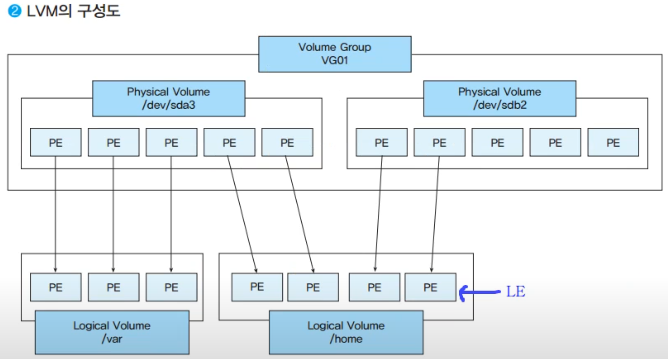 ❷ LVM의 구성도
Volume Group
VG01
Physical Volume
/dev/sda3
Physical Volume
/dev/sdb2
PE PE PE PE PE
PE PE PE PE PE
PE PE PE
PE PE PE PE
LE
Logical Volume
/var
Logical Volume
/home